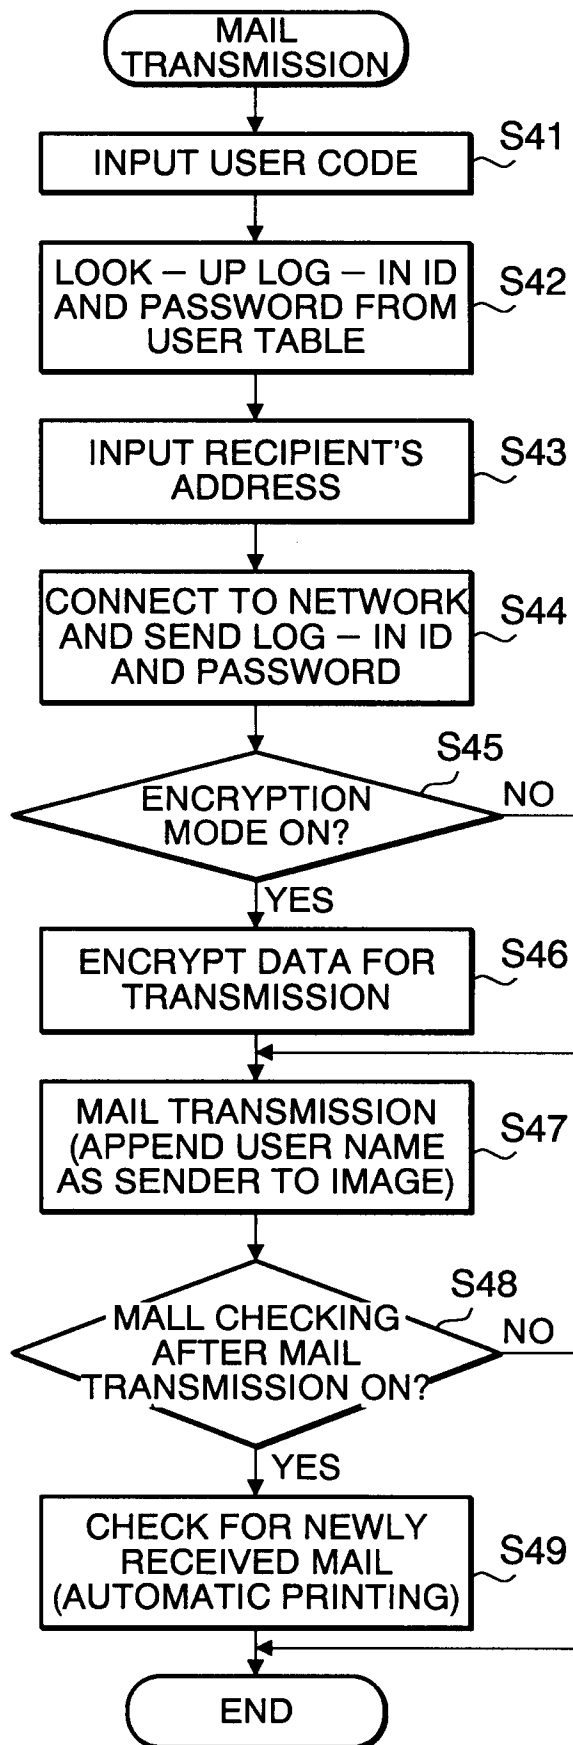 MAIL
TRANSMISSION
S41
INPUT USER CODE
S42
LOOK – UP LOG – IN ID
AND PASSWORD FROM
USER TABLE
S43
INPUT RECIPIENT'S
ADDRESS
S44
CONNECT TO NETWORK
AND SEND LOG – IN ID
AND PASSWORD
S45
ENCRYPTION
MODE ON?
NO
YES
S46
ENCRYPT DATA FOR
TRANSMISSION
S47
MAIL TRANSMISSION
(APPEND USER NAME
AS SENDER TO IMAGE)
S48
MALL CHECKING
AFTER MAIL
TRANSMISSION ON?
NO
YES
S49
CHECK FOR NEWLY
RECEIVED MAIL
(AUTOMATIC PRINTING)
END